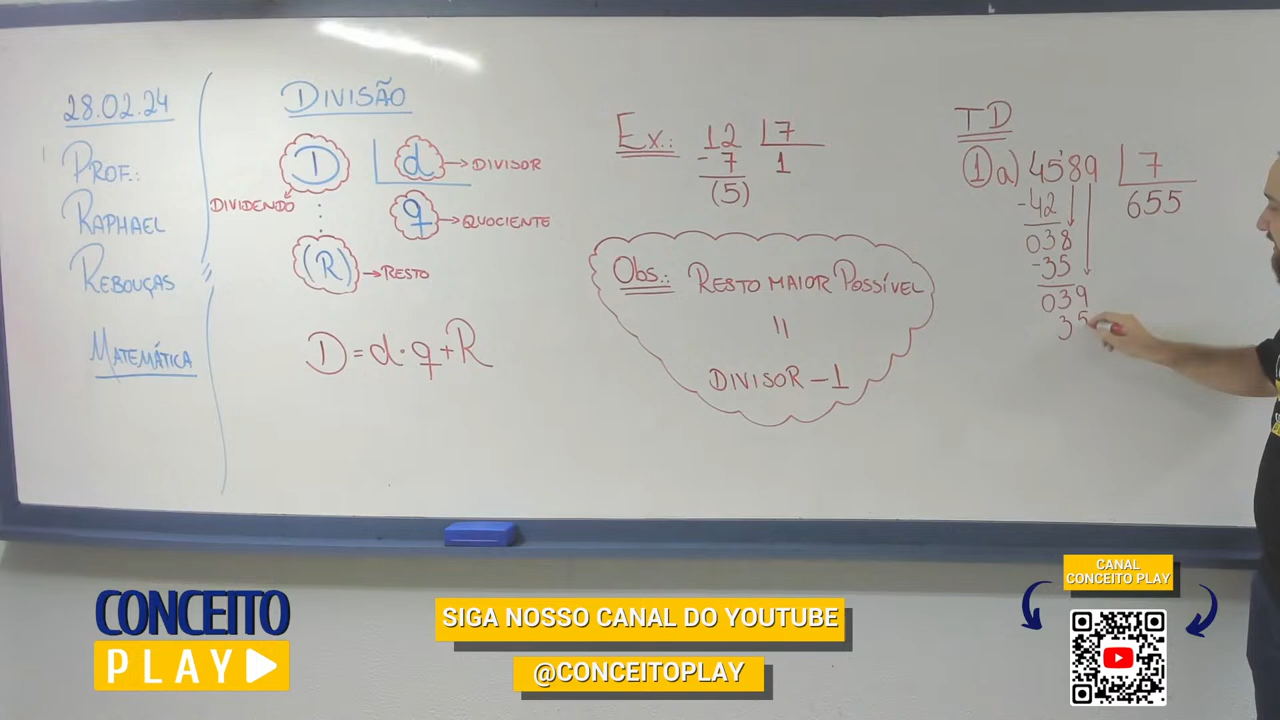 28.02.24
PROF.:
RAPHAEL
REBOUÇAS
MATEMÁTICA
DIVISÃO
D d → DIVISOR
DIVIDENDO
q → QUOCIENTE
(R) → RESTO
D = d · q + R
Ex.: 12 7
- 7 1
(5)
Obs.: RESTO MAIOR POSSÍVEL
=
DIVISOR - 1
TD
1 a) 4589 7
-42 655
038
-35
039
35
CONCEITO
PLAY
SIGA NOSSO CANAL DO YOUTUBE
@CONCEITOPLAY
CANAL
CONCEITO PLAY